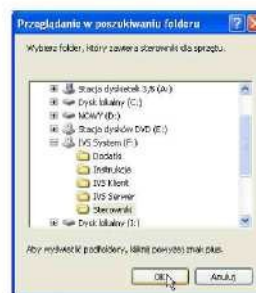 Przeglądanie w poszukiwaniu folderu
Wybierz folder, który zawiera sterowniki dla sprzętu.
Stacja dyskietek 3,5 (A:)
Dysk lokalny (C:)
NOWY (D:)
Stacja dysków DVD (E:)
IVS System (F:)
Dodatki
Instrukcje
IVS Klient
IVS Serwer
Sterowniki
Dysk lokalny (I:)
Aby wyświetlić podfoldery, kliknij powyżej znak plus.
OK
Anuluj